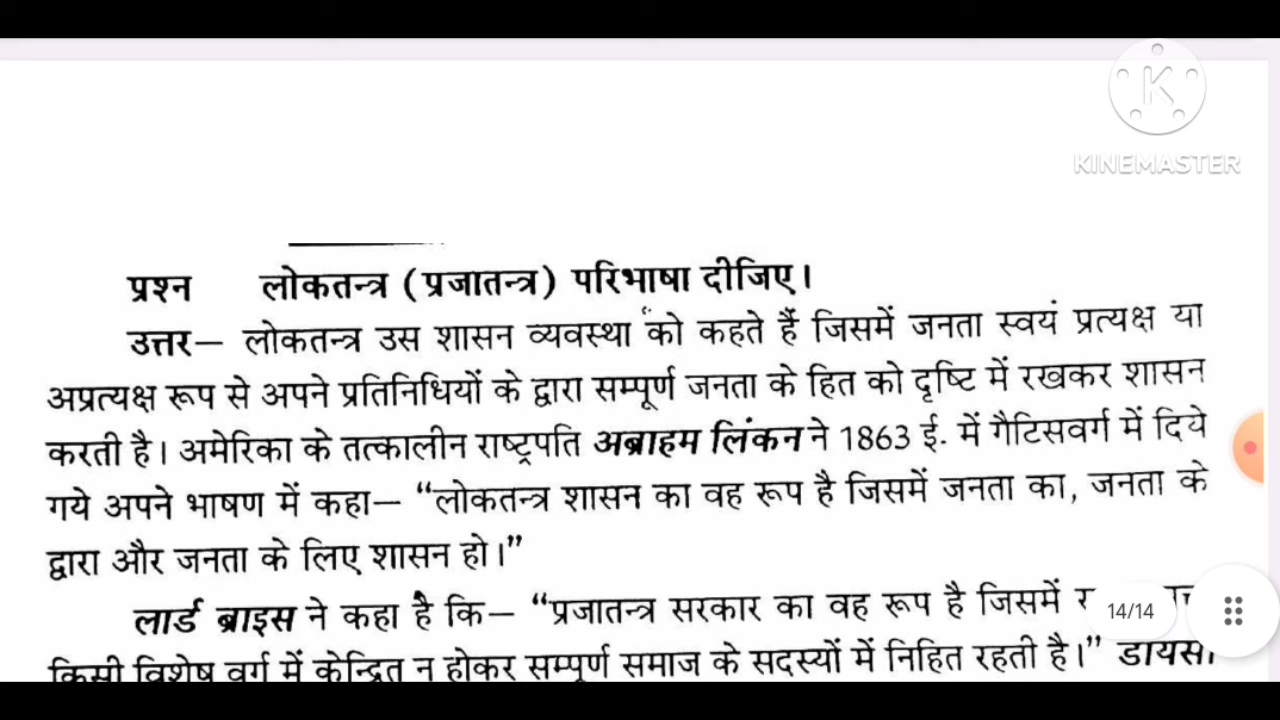 KINEMASTER
प्रश्न लोकतन्त्र (प्रजातन्त्र) परिभाषा दीजिए।
उत्तर— लोकतन्त्र उस शासन व्यवस्था को कहते हैं जिसमें जनता स्वयं प्रत्यक्ष या
अप्रत्यक्ष रूप से अपने प्रतिनिधियों के द्वारा सम्पूर्ण जनता के हित को दृष्टि में रखकर शासन
करती है। अमेरिका के तत्कालीन राष्ट्रपति अब्राहम लिंकन ने 1863 ई. में गैटिसवर्ग में दिये
गये अपने भाषण में कहा— “लोकतन्त्र शासन का वह रूप है जिसमें जनता का, जनता के
द्वारा और जनता के लिए शासन हो।”
लार्ड ब्राइस ने कहा है कि— “प्रजातन्त्र सरकार का वह रूप है जिसमें
14/14
किसी विशेष वर्ग में केन्द्रित न होकर सम्पूर्ण समाज के सदस्यों में निहित रहती है।” डायसी